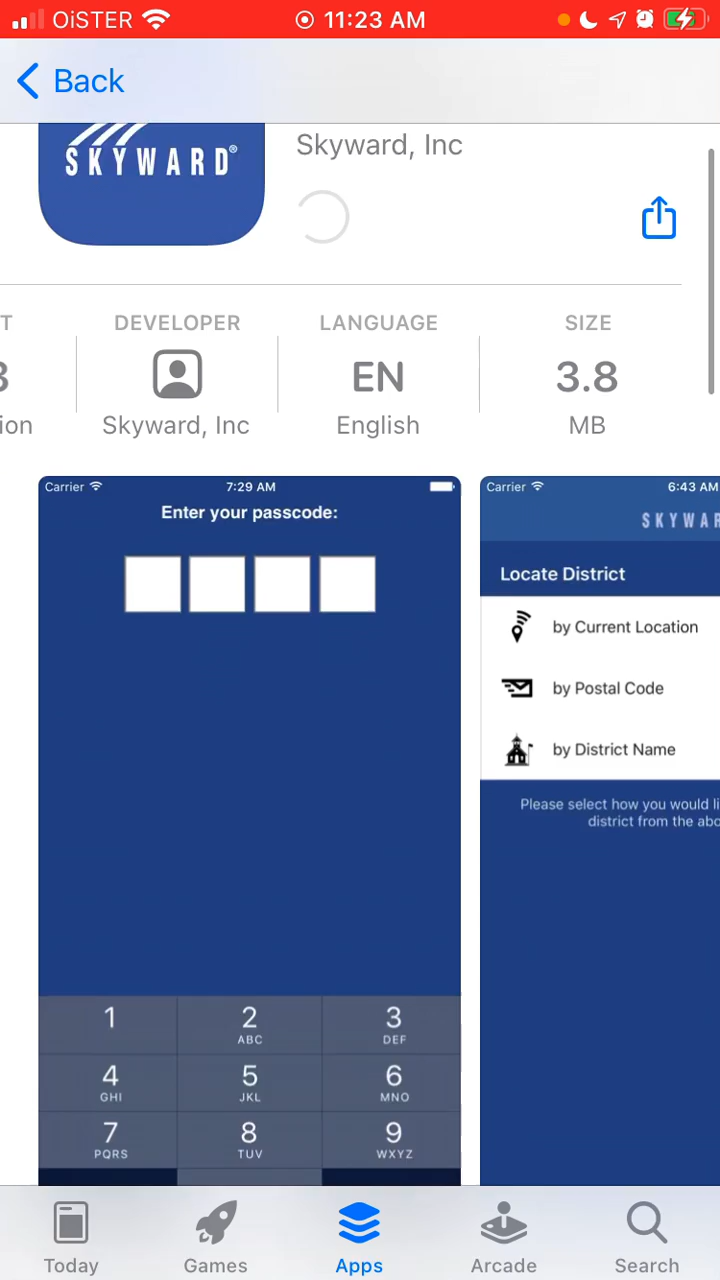 OiSTER 11:23 AM
Back
SKYWARD®
Skyward, Inc
T DEVELOPER LANGUAGE SIZE
3 EN 3.8
ion Skyward, Inc English MB
Carrier 7:29 AM
Enter your passcode:
1 2 3
ABC DEF
4 5 6
GHI JKL MNO
7 8 9
PQRS TUV WXYZ
Carrier 6:43 AM
SKYWAR
Locate District
by Current Location
by Postal Code
by District Name
Please select how you would li
district from the abo
Today Games Apps Arcade Search